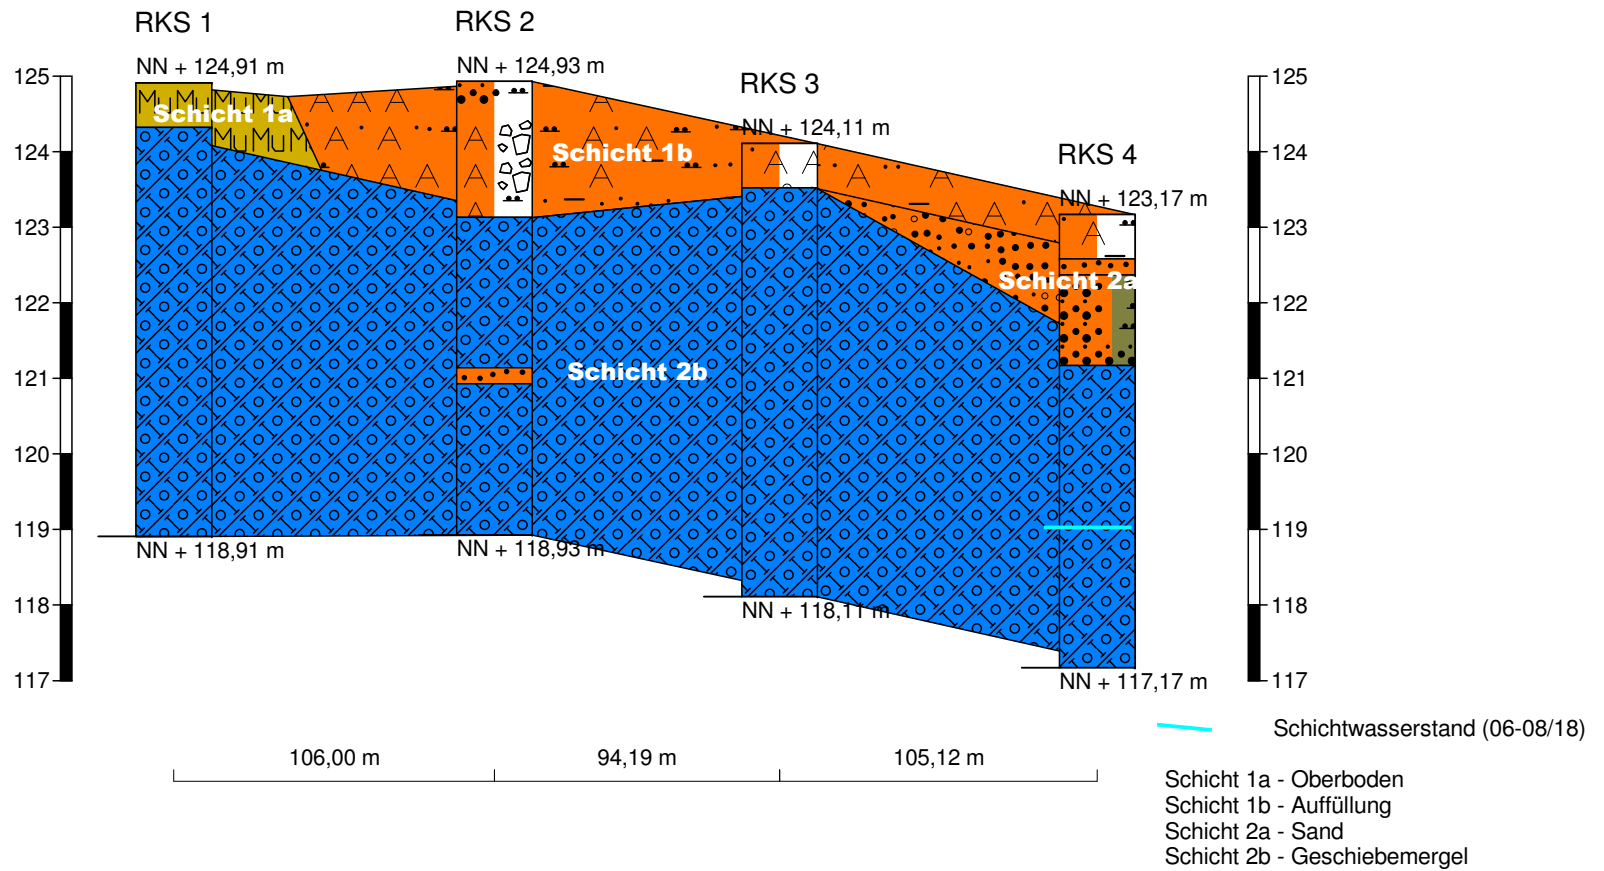 RKS 1
RKS 2
RKS 3
RKS 4
NN + 124,91 m
NN + 124,93 m
NN + 124,11 m
NN + 123,17 m
125
124
123
122
121
120
119
118
117
125
124
123
122
121
120
119
118
117
Schicht 1a
Schicht 1b
Schicht 2a
Schicht 2b
NN + 118,91 m
NN + 118,93 m
NN + 118,11 m
NN + 117,17 m
Schichtwasserstand (06-08/18)
106,00 m
94,19 m
105,12 m
Schicht 1a - Oberboden
Schicht 1b - Auffüllung
Schicht 2a - Sand
Schicht 2b - Geschiebemergel